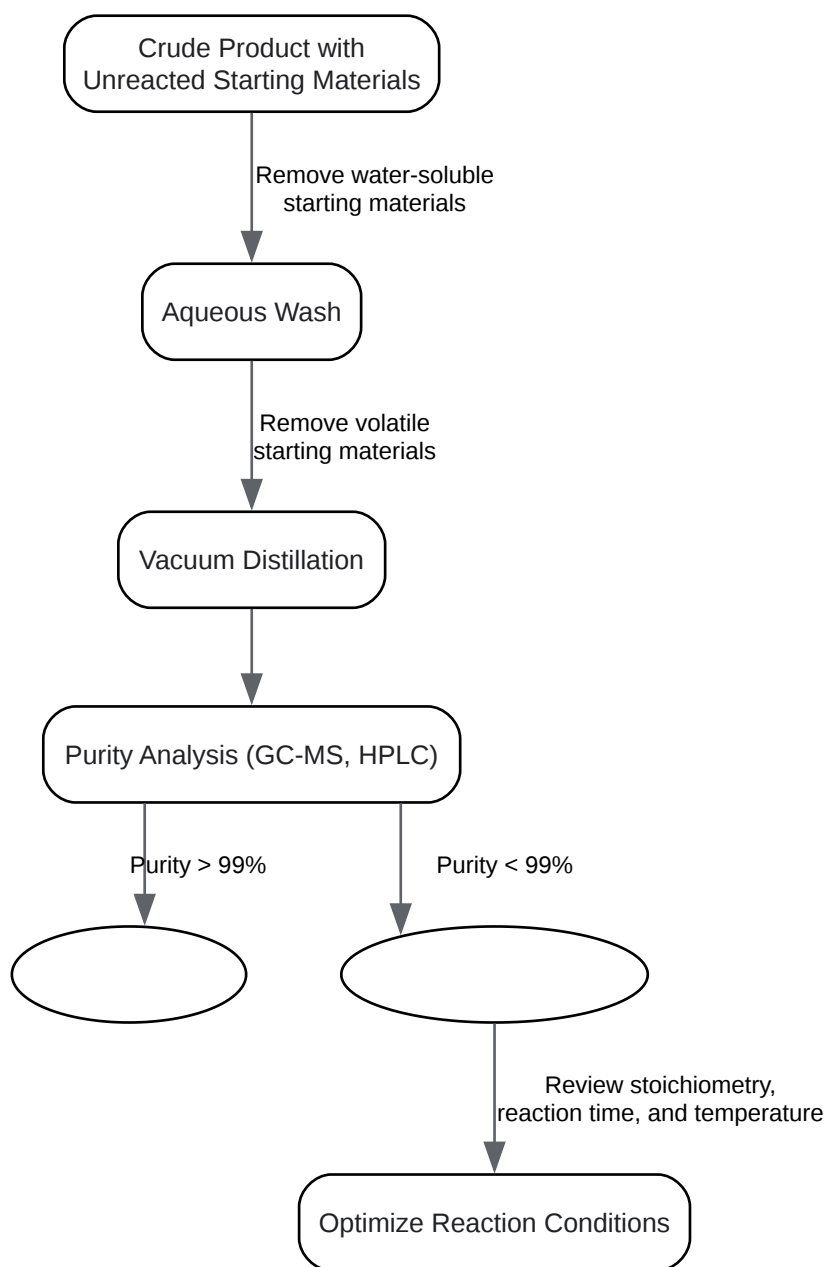 Crude Product with
Unreacted Starting Materials
Remove water-soluble
starting materials
Aqueous Wash
Remove volatile
starting materials
Vacuum Distillation
Purity Analysis (GC-MS, HPLC)
Purity > 99%
Purity < 99%
Review stoichiometry,
reaction time, and temperature
Optimize Reaction Conditions